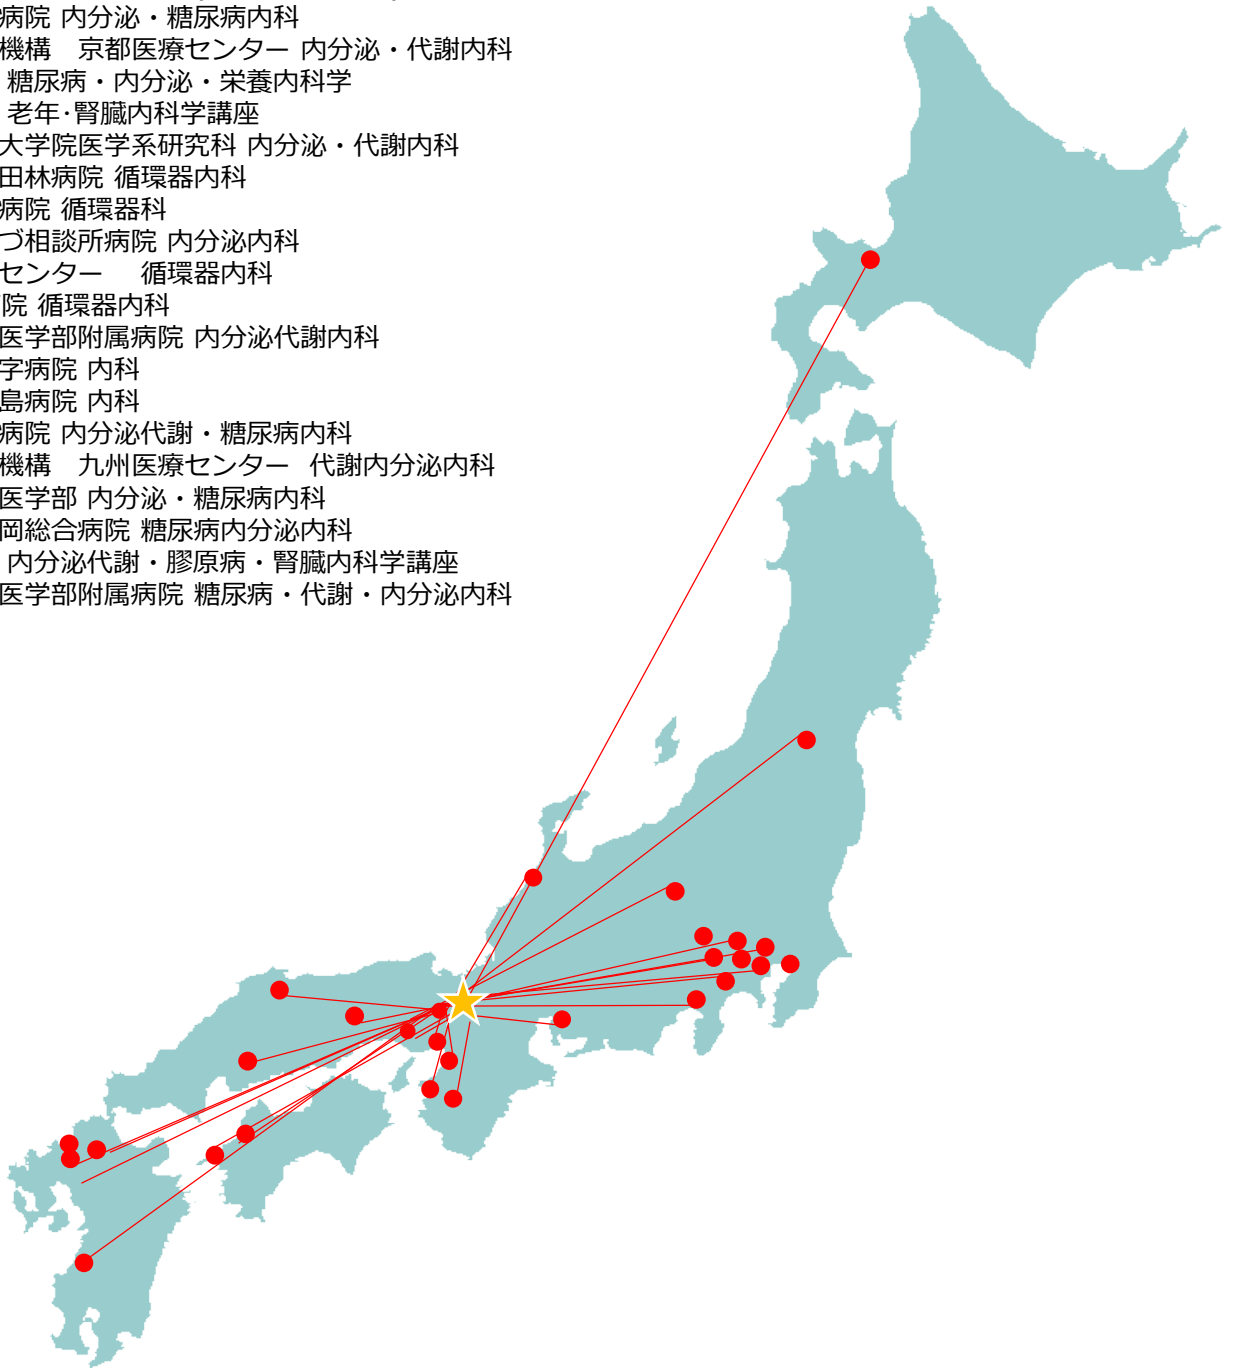 病院 内分泌・糖尿病内科
機構　京都医療センター 内分泌・代謝内科
糖尿病・内分泌・栄養内科学
老年･腎臓内科学講座
大学院医学系研究科 内分泌・代謝内科
田林病院 循環器内科
病院 循環器科
づ相談所病院 内分泌内科
センター　 循環器内科
院 循環器内科
医学部附属病院 内分泌代謝内科
字病院 内科
島病院 内科
病院 内分泌代謝・糖尿病内科
機構　九州医療センター 代謝内分泌内科
医学部 内分泌・糖尿病内科
岡総合病院 糖尿病内分泌内科
内分泌代謝・膠原病・腎臓内科学講座
医学部附属病院 糖尿病・代謝・内分泌内科